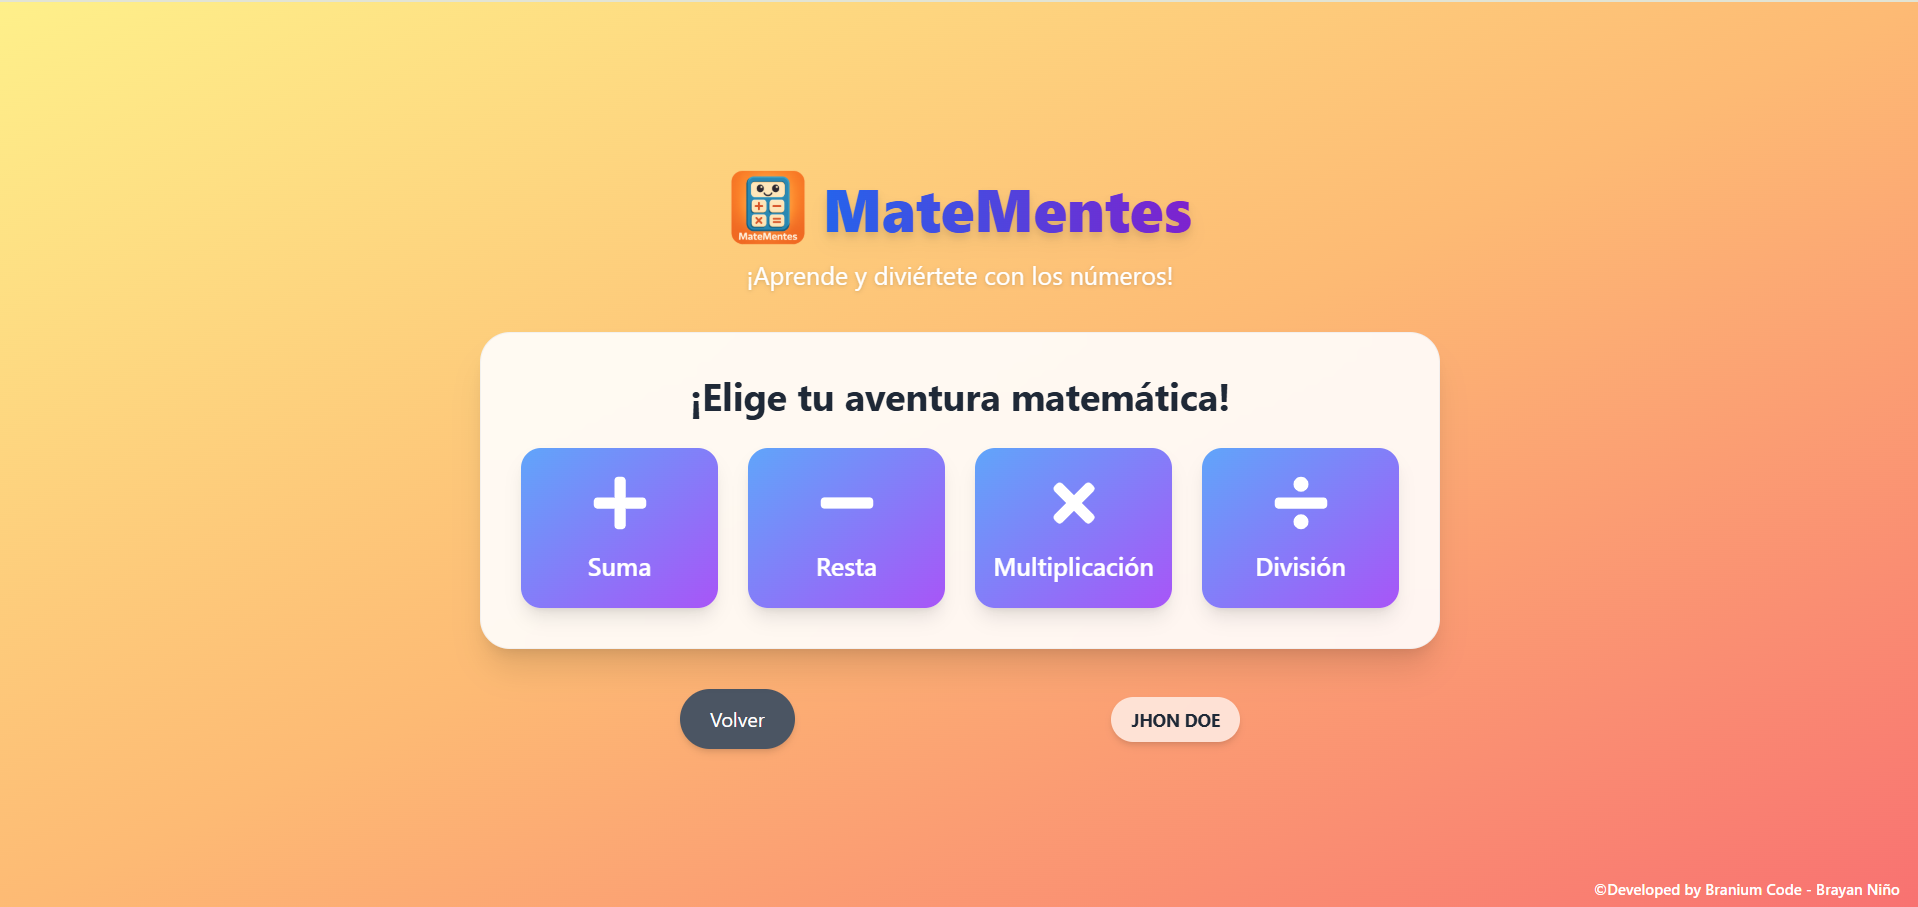 MateMentes
MateMentes
¡Aprende y diviértete con los números!
¡Elige tu aventura matemática!
Suma
Resta
Multiplicación
División
Volver
JHON DOE
©Developed by Branium Code - Brayan Niño